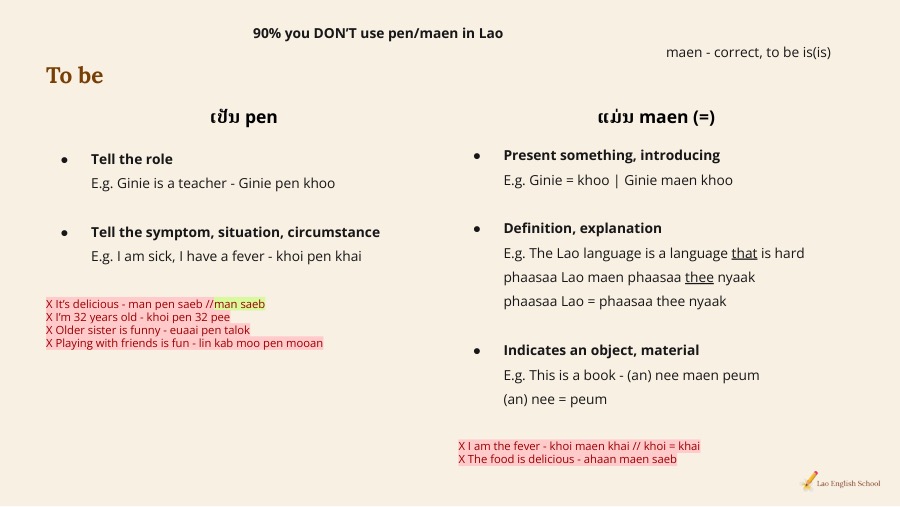 90% you DON'T use pen/maen in Lao
maen - correct, to be is(is)
To be
ເປັນ pen
● Tell the role
E.g. Ginie is a teacher - Ginie pen khoo
● Tell the symptom, situation, circumstance
E.g. I am sick, I have a fever - khoi pen khai
X It's delicious - man pen saeb //man saeb
X I'm 32 years old - khoi pen 32 pee
X Older sister is funny - euaai pen talok
X Playing with friends is fun - lin kab moo pen mooan
ແມ່ນ maen (=)
● Present something, introducing
E.g. Ginie = khoo | Ginie maen khoo
● Definition, explanation
E.g. The Lao language is a language that is hard
phaasaa Lao maen phaasaa thee nyaak
phaasaa Lao = phaasaa thee nyaak
● Indicates an object, material
E.g. This is a book - (an) nee maen peum
(an) nee = peum
X I am the fever - khoi maen khai // khoi = khai
X The food is delicious - ahaan maen saeb
Lao English School